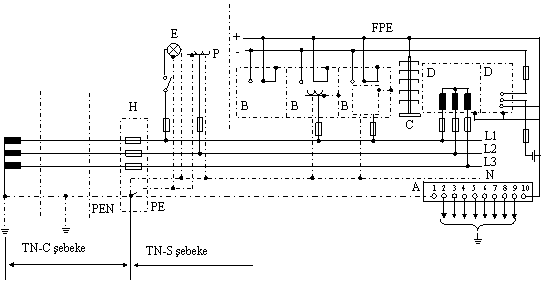 E
FPE
+
-
P
D D
H
B B B
C
L1
L2
L3
N
A 1 2 3 4 5 6 7 8 9 10
PEN PE
TN-C şebeke TN-S şebeke